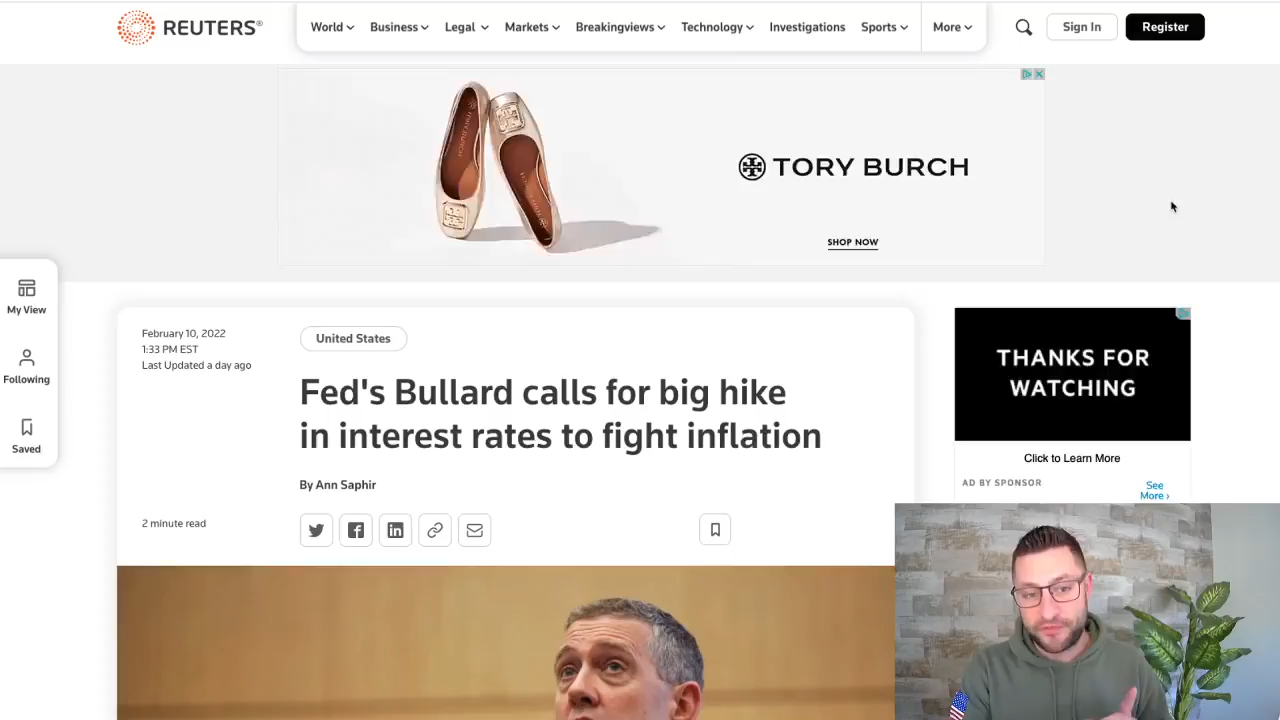 REUTERS®
World Business Legal Markets Breakingviews Technology Investigations Sports More
Sign In Register
TORY BURCH
SHOP NOW
My View
Following
Saved
February 10, 2022
1:33 PM EST
Last Updated a day ago
United States
Fed's Bullard calls for big hike
in interest rates to fight inflation
By Ann Saphir
2 minute read
THANKS FOR
WATCHING
Click to Learn More
AD BY SPONSOR
See
More ›